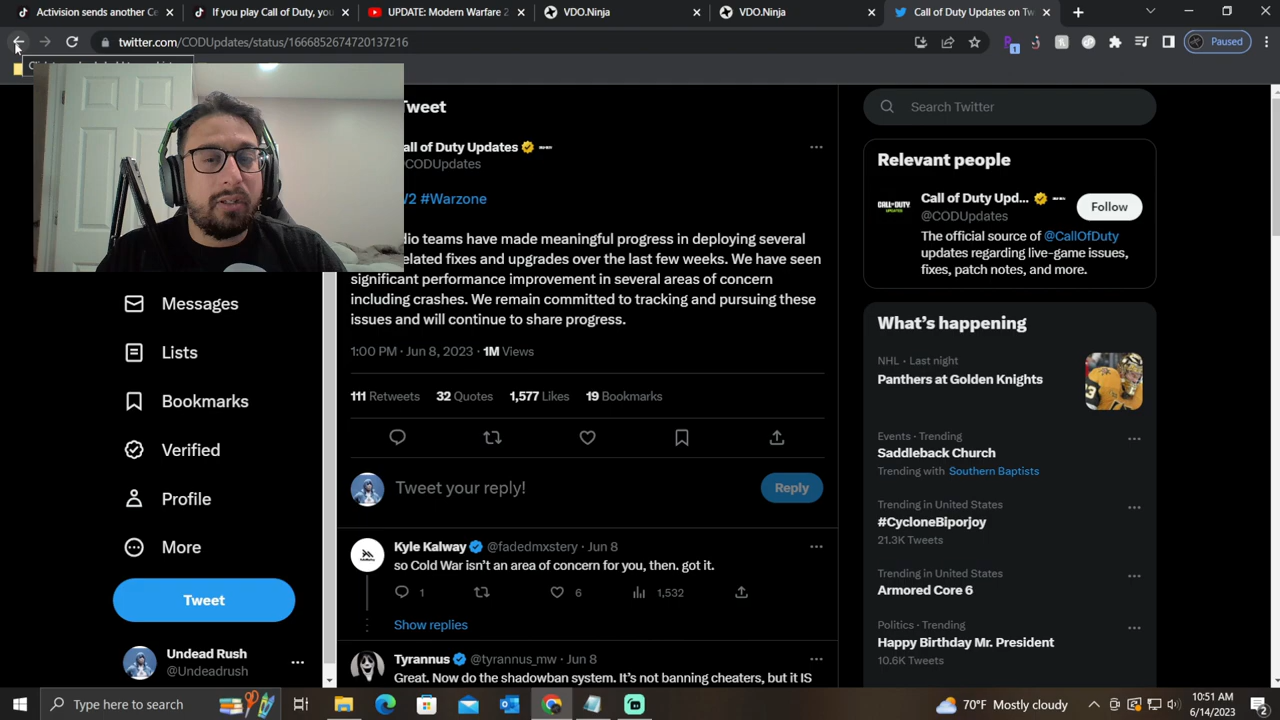 Activision sends another Ce
If you play Call of Duty, you
UPDATE: Modern Warfare 2
VDO.Ninja
VDO.Ninja
Call of Duty Updates on Tw
twitter.com/CODUpdates/status/1666852674720137216
1
Paused
Tweet
Search Twitter
all of Duty Updates
CODUpdates
#Warzone
io teams have made meaningful progress in deploying several
elated fixes and upgrades over the last few weeks. We have seen
significant performance improvement in several areas of concern
including crashes. We remain committed to tracking and pursuing these
issues and will continue to share progress.
1:00 PM · Jun 8, 2023 · 1M Views
111 Retweets 32 Quotes 1,577 Likes 19 Bookmarks
Tweet your reply!
Reply
Kyle Kalway @fadedmxstery · Jun 8
so Cold War isn't an area of concern for you, then. got it.
1 6 1,532
Show replies
Tyrannus @tyrannus_mw · Jun 8
Great. Now do the shadowban system. It's not banning cheaters, but it IS
Messages
Lists
Bookmarks
Verified
Profile
More
Tweet
Undead Rush
@Undeadrush
Relevant people
CALL OF DUTY
UPDATES
Call of Duty Upd...
@CODUpdates
Follow
The official source of @CallOfDuty
updates regarding live-game issues,
fixes, patch notes, and more.
What's happening
NHL · Last night
Panthers at Golden Knights
Events · Trending
Saddleback Church
Trending with Southern Baptists
Trending in United States
#CycloneBiporjoy
21.3K Tweets
Trending in United States
Armored Core 6
Politics · Trending
Happy Birthday Mr. President
10.6K Tweets
Type here to search
70°F Mostly cloudy
10:51 AM
6/14/2023
2